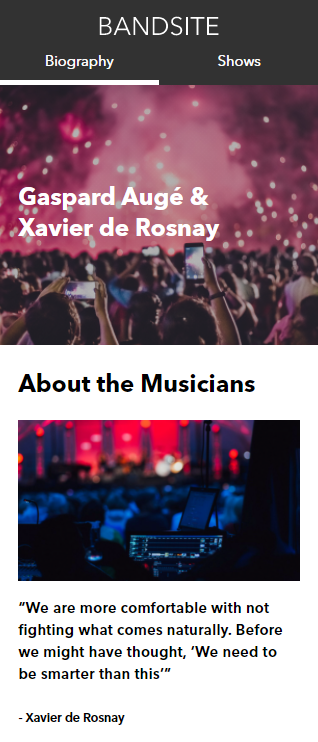 BANDSITE
Biography
Shows
Gaspard Augé &
Xavier de Rosnay
About the Musicians
“We are more comfortable with not
fighting what comes naturally. Before
we might have thought, ‘We need to
be smarter than this’”
- Xavier de Rosnay